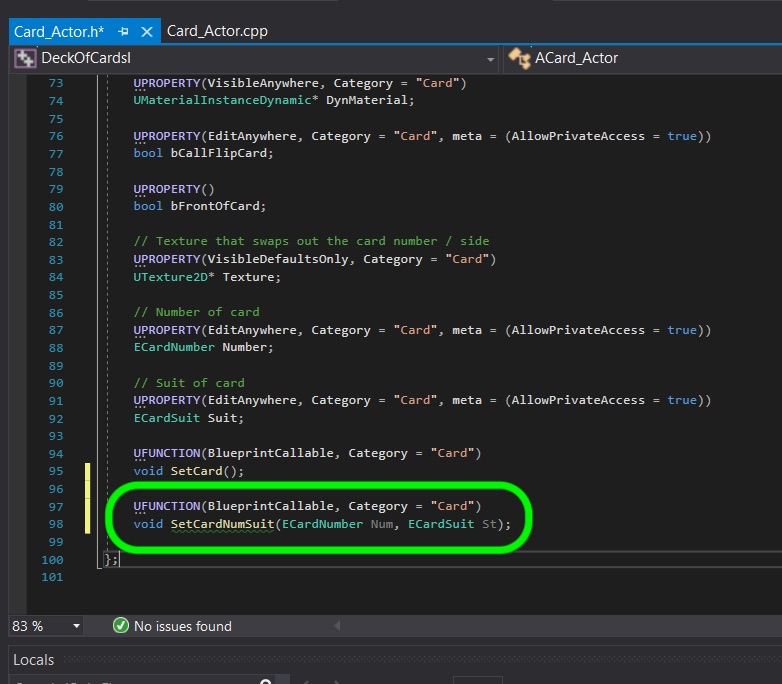 Card_Actor.h*
Card_Actor.cpp
DeckOfCardsI
ACard_Actor
73 UPROPERTY(VisibleAnywhere, Category = "Card")
74 UMaterialInstanceDynamic* DynMaterial;
75
76 UPROPERTY(EditAnywhere, Category = "Card", meta = (AllowPrivateAccess = true))
77 bool bCallFlipCard;
78
79 UPROPERTY()
80 bool bFrontOfCard;
81
82 // Texture that swaps out the card number / side
83 UPROPERTY(VisibleDefaultsOnly, Category = "Card")
84 UTexture2D* Texture;
85
86 // Number of card
87 UPROPERTY(EditAnywhere, Category = "Card", meta = (AllowPrivateAccess = true))
88 ECardNumber Number;
89
90 // Suit of card
91 UPROPERTY(EditAnywhere, Category = "Card", meta = (AllowPrivateAccess = true))
92 ECardSuit Suit;
93
94 UFUNCTION(BlueprintCallable, Category = "Card")
95 void SetCard();
96
97 UFUNCTION(BlueprintCallable, Category = "Card")
98 void SetCardNumSuit(ECardNumber Num, ECardSuit St);
99
100 };
101
83 %
No issues found
Locals